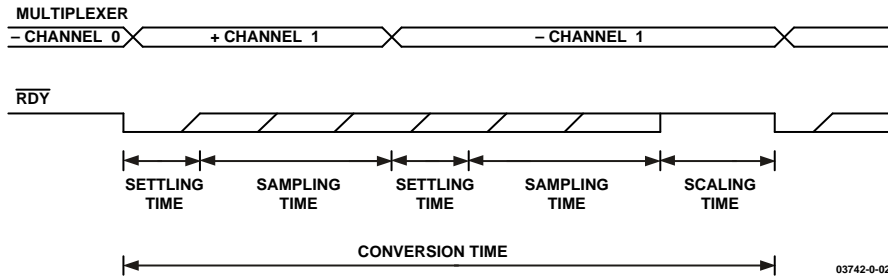 MULTIPLEXER
– CHANNEL 0
+ CHANNEL 1
– CHANNEL 1
RDY
SETTLING TIME
SAMPLING TIME
SETTLING TIME
SAMPLING TIME
SCALING TIME
CONVERSION TIME
03742-0-02